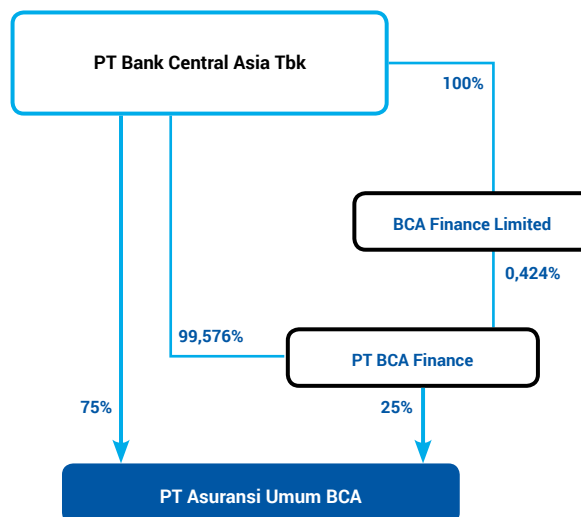 PT Bank Central Asia Tbk
100%
BCA Finance Limited
0,424%
99,576%
PT BCA Finance
75%
25%
PT Asuransi Umum BCA